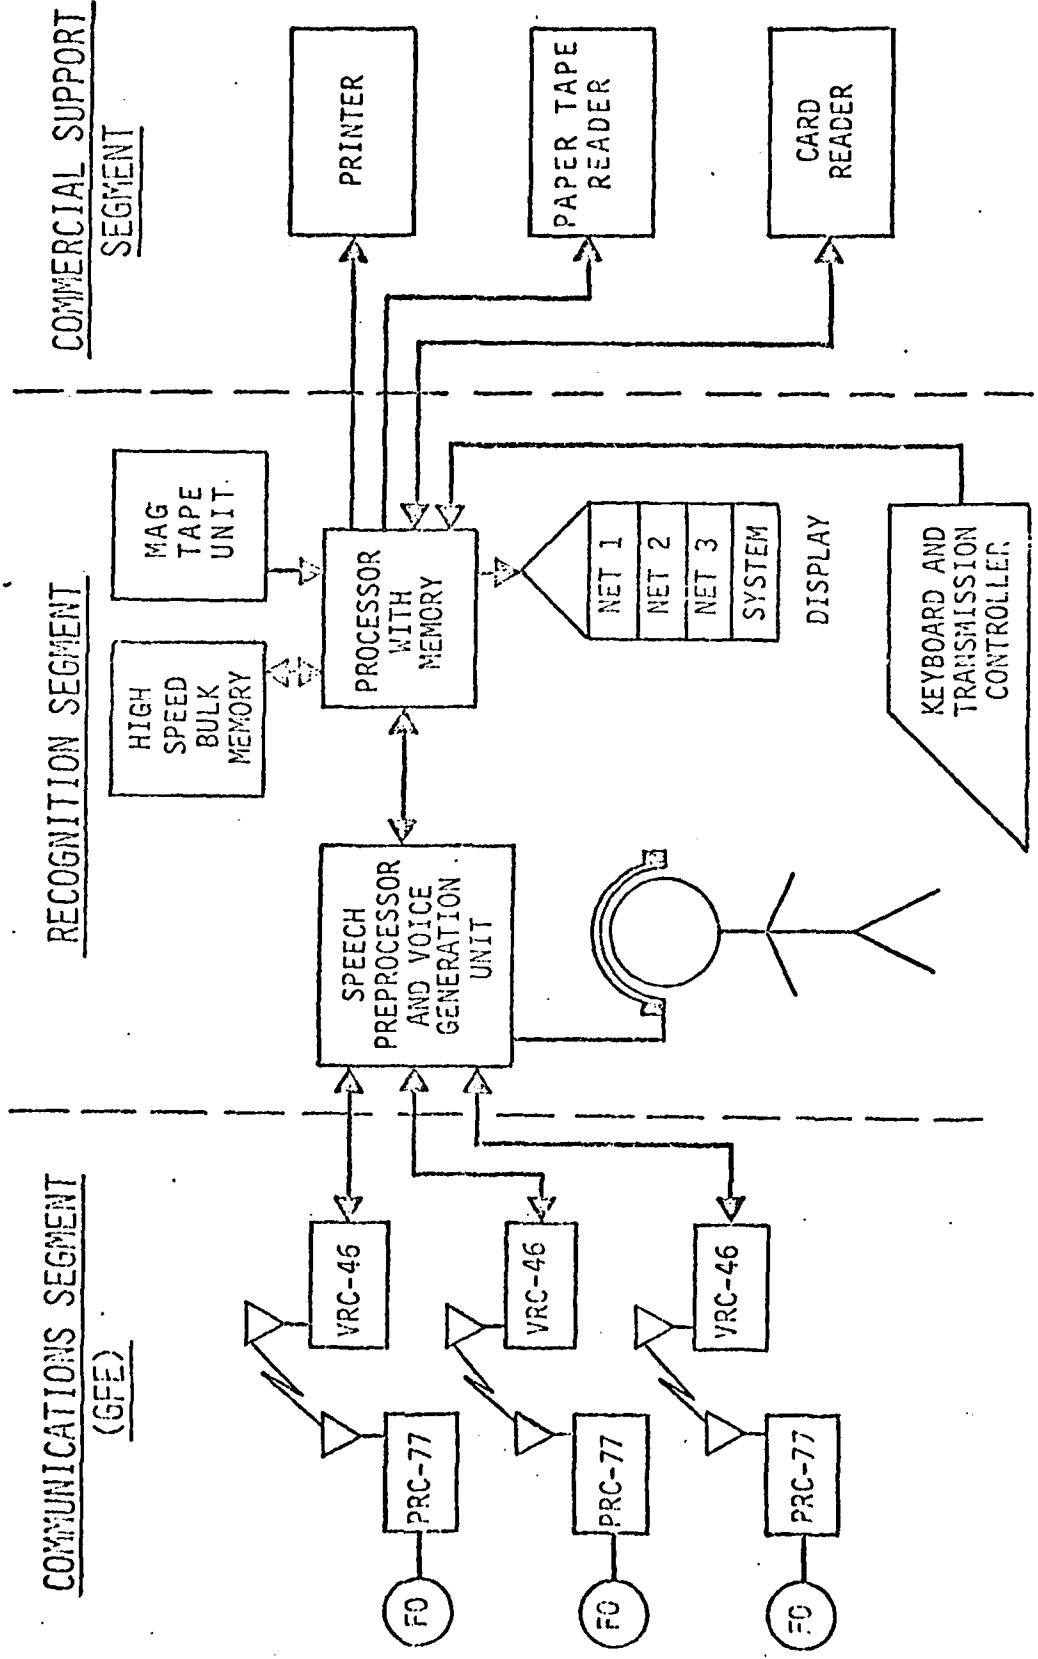 COMMUNICATIONS SEGMENT
(GFE)
RECOGNITION SEGMENT
COMMERCIAL SUPPORT
SEGMENT
FO
PRC-77
VRC-46
FO
PRC-77
VRC-46
FO
PRC-77
VRC-46
SPEECH
PREPROCESSOR
AND VOICE
GENERATION
UNIT
HIGH
SPEED
BULK
MEMORY
MAG
TAPE
UNIT
PROCESSOR
WITH
MEMORY
NET 1
NET 2
NET 3
SYSTEM
DISPLAY
KEYBOARD AND
TRANSMISSION
CONTROLLER
PRINTER
PAPER TAPE
READER
CARD
READER